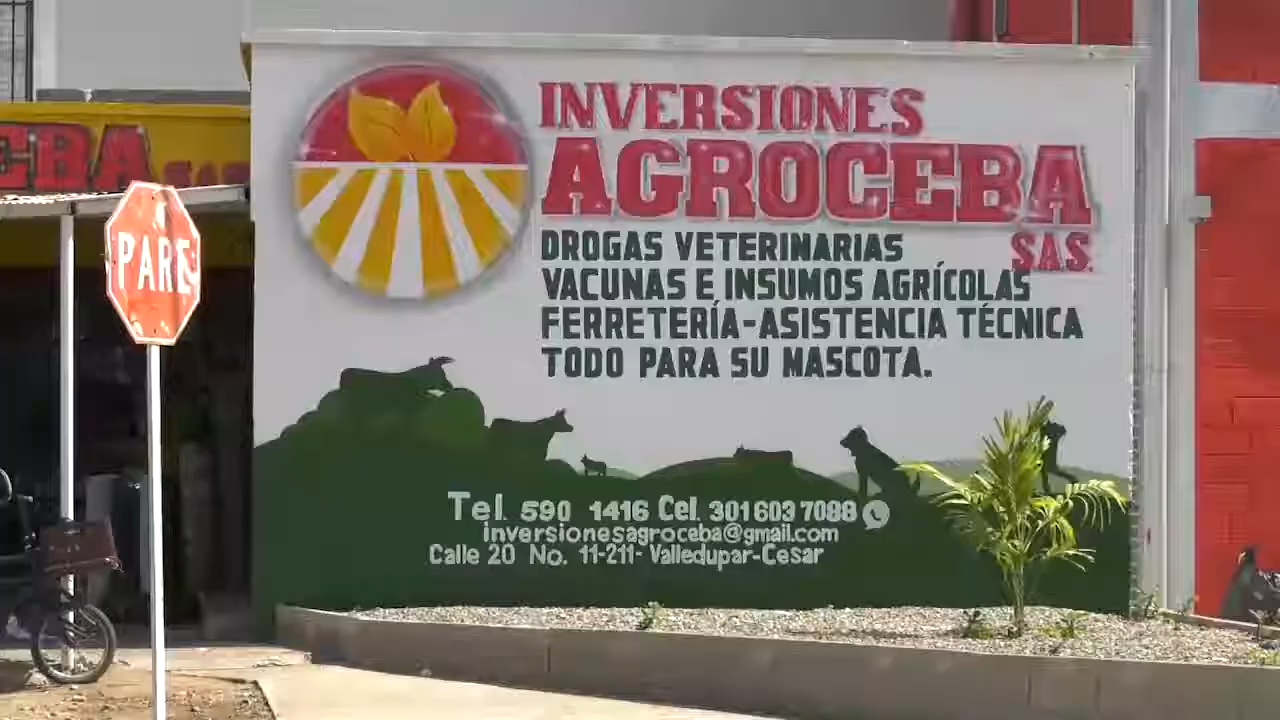 INVERSIONES
AGROCEBA
S.A.S.
DROGAS VETERINARIAS
VACUNAS E INSUMOS AGRÍCOLAS
FERRETERÍA-ASISTENCIA TÉCNICA
TODO PARA SU MASCOTA.
Tel. 590 1416 Cel. 301 603 7088
inversionesagroceba@gmail.com
Calle 20 No. 11-211- Valledupar-Cesar
CEBA S.A.S
PARE